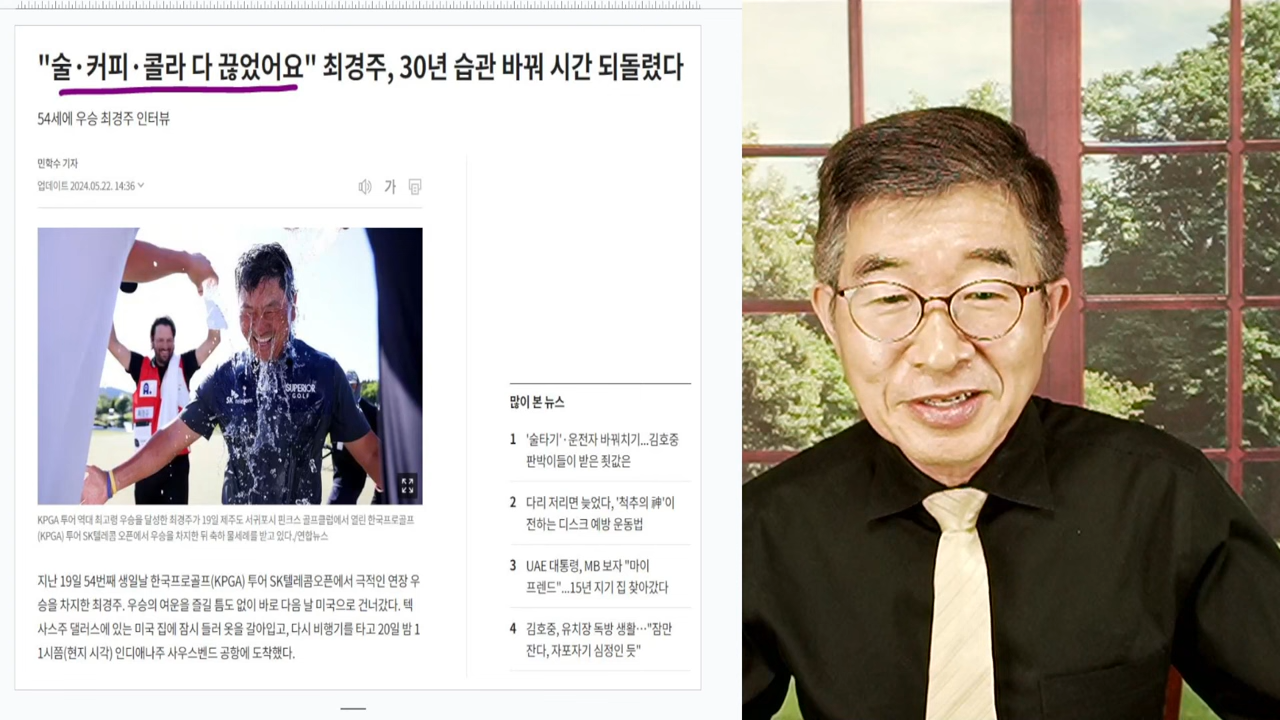 "술·커피·콜라 다 끊었어요" 최경주, 30년 습관 바꿔 시간 되돌렸다
54세에 우승 최경주 인터뷰
민학수 기자
업데이트 2024.05.22. 14:36
가
A.
SK telecom
SUPERIOR
GOLF
KPGA 투어 역대 최고령 우승을 달성한 최경주가 19일 제주도 서귀포시 핀크스 골프클럽에서 열린 한국프로골프
(KPGA) 투어 SK텔레콤 오픈에서 우승을 차지한 뒤 축하 물세례를 받고 있다./연합뉴스
지난 19일 54번째 생일날 한국프로골프(KPGA) 투어 SK텔레콤오픈에서 극적인 연장 우
승을 차지한 최경주. 우승의 여운을 즐길 틈도 없이 바로 다음 날 미국으로 건너갔다. 텍
사스주 댈러스에 있는 미국 집에 잠시 들러 옷을 갈아입고, 다시 비행기를 타고 20일 밤 1
1시쯤(현지 시각) 인디애나주 사우스벤드 공항에 도착했다.
많이 본 뉴스
1 '술타기'·운전자 바꿔치기...김호중
판박이들이 받은 죗값은
2 다리 저리면 늦었다, '척추의 神'이
전하는 디스크 예방 운동법
3 UAE 대통령, MB 보자 "마이
프렌드"...15년 지기 집 찾아갔다
4 김호중, 유치장 독방 생활…"잠만
잔다, 자포자기 심정인 듯"